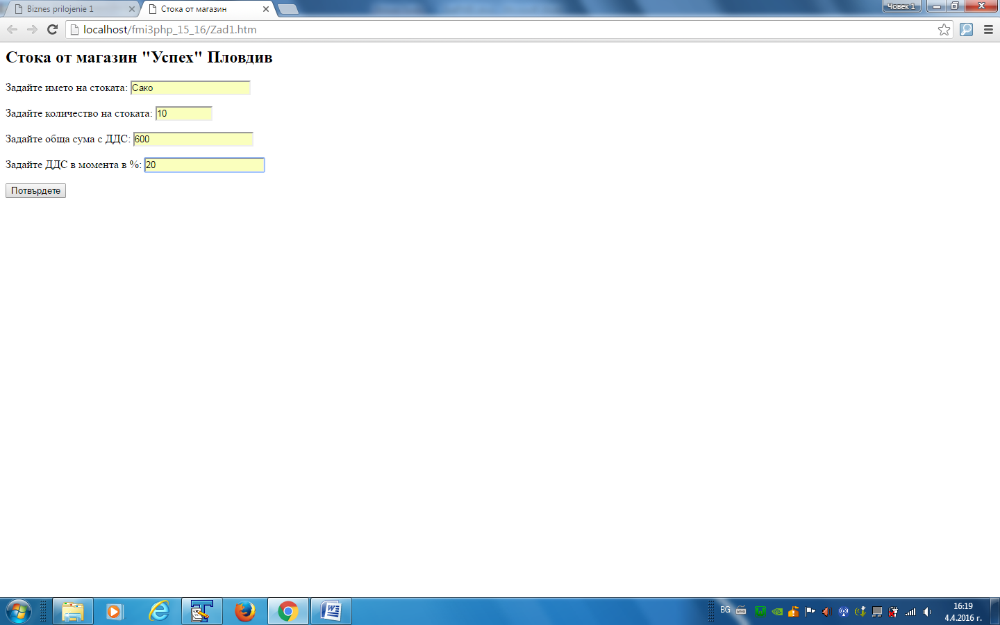 Biznes prilojenie 1
Стока от магазин
Човек 1
localhost/fmi3php_15_16/Zad1.htm
Стока от магазин "Успех" Пловдив
Задайте името на стоката: Сако
Задайте количество на стоката: 10
Задайте обща сума с ДДС: 600
Задайте ДДС в момента в %: 20
Потвърдете
BG
16:19
4.4.2016 г.